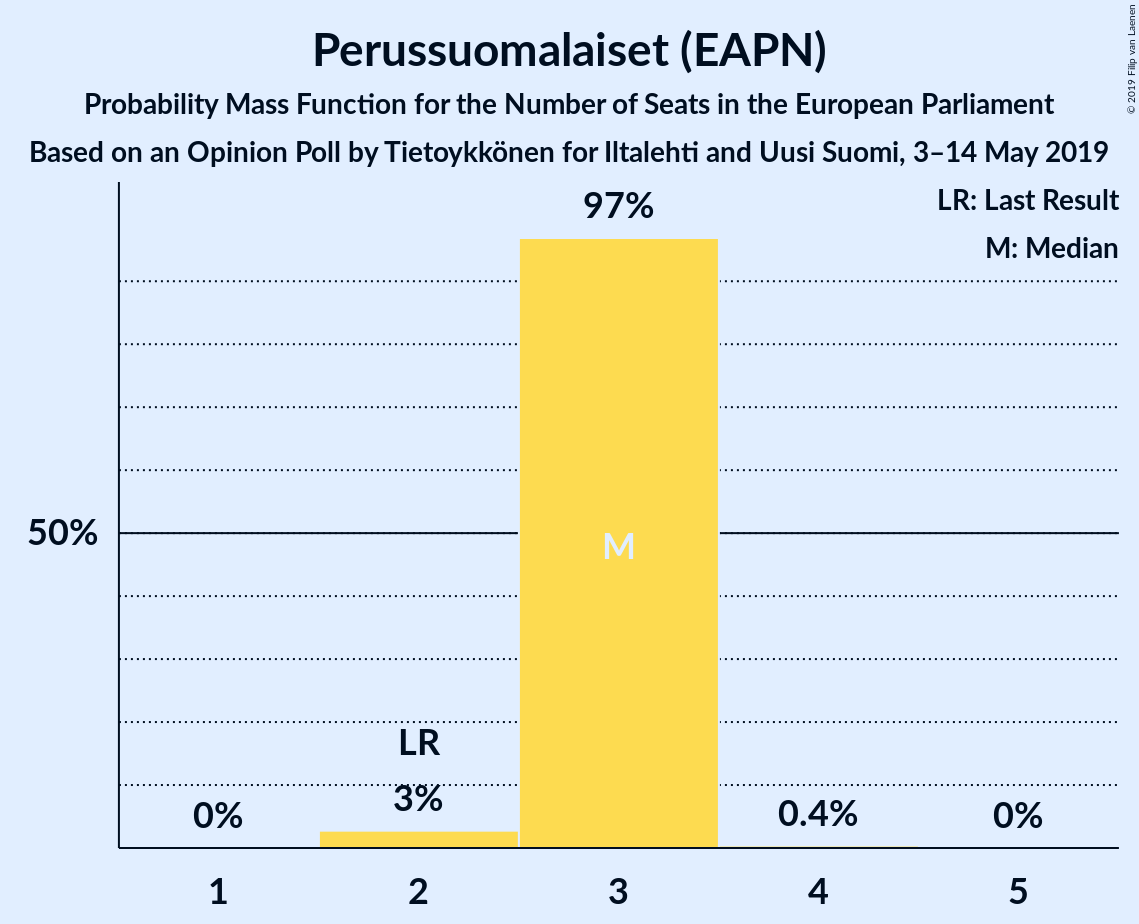 Perussuomalaiset (EAPN)
Probability Mass Function for the Number of Seats in the European Parliament
Based on an Opinion Poll by Tietoykkönen for Iltalehti and Uusi Suomi, 3–14 May 2019
© 2019 Filip van Laenen
LR: Last Result
M: Median
97%
50%
M
LR
0%
3%
0.4%
0%
1 2 3 4 5